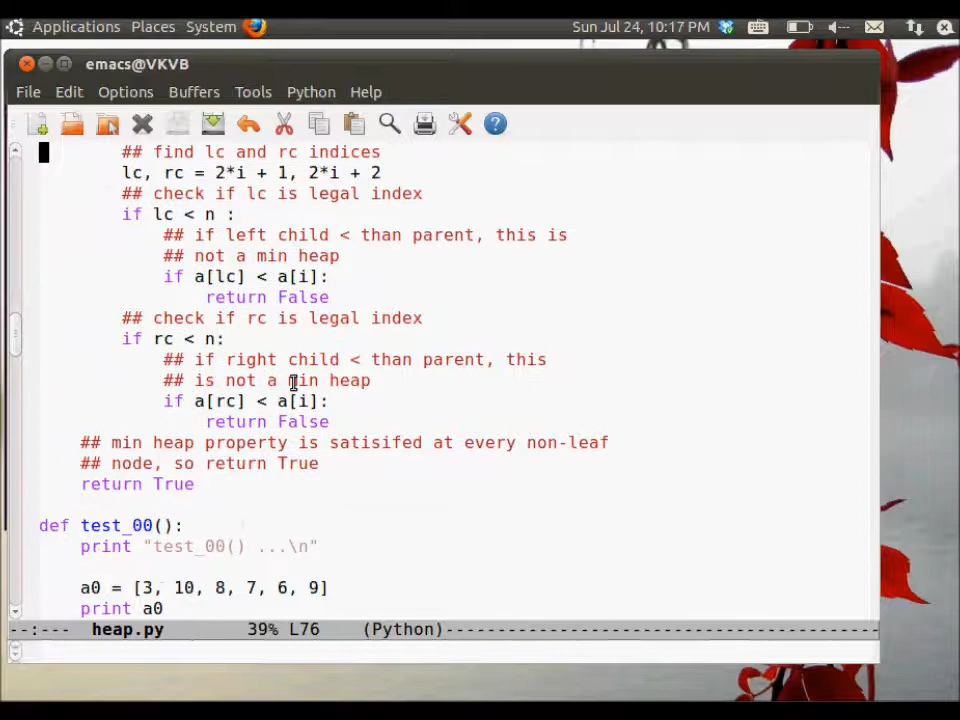 Applications Places System Sun Jul 24, 10:17 PM
emacs@VKVB
File Edit Options Buffers Tools Python Help
## find lc and rc indices
lc, rc = 2*i + 1, 2*i + 2
## check if lc is legal index
if lc < n :
## if left child < than parent, this is
## not a min heap
if a[lc] < a[i]:
return False
## check if rc is legal index
if rc < n:
## if right child < than parent, this
## is not a min heap
if a[rc] < a[i]:
return False
## min heap property is satisifed at every non-leaf
## node, so return True
return True
def test_00():
print "test_00() ...\n"
a0 = [3, 10, 8, 7, 6, 9]
print a0
--:--- heap.py 39% L76 (Python)------------------------------------------